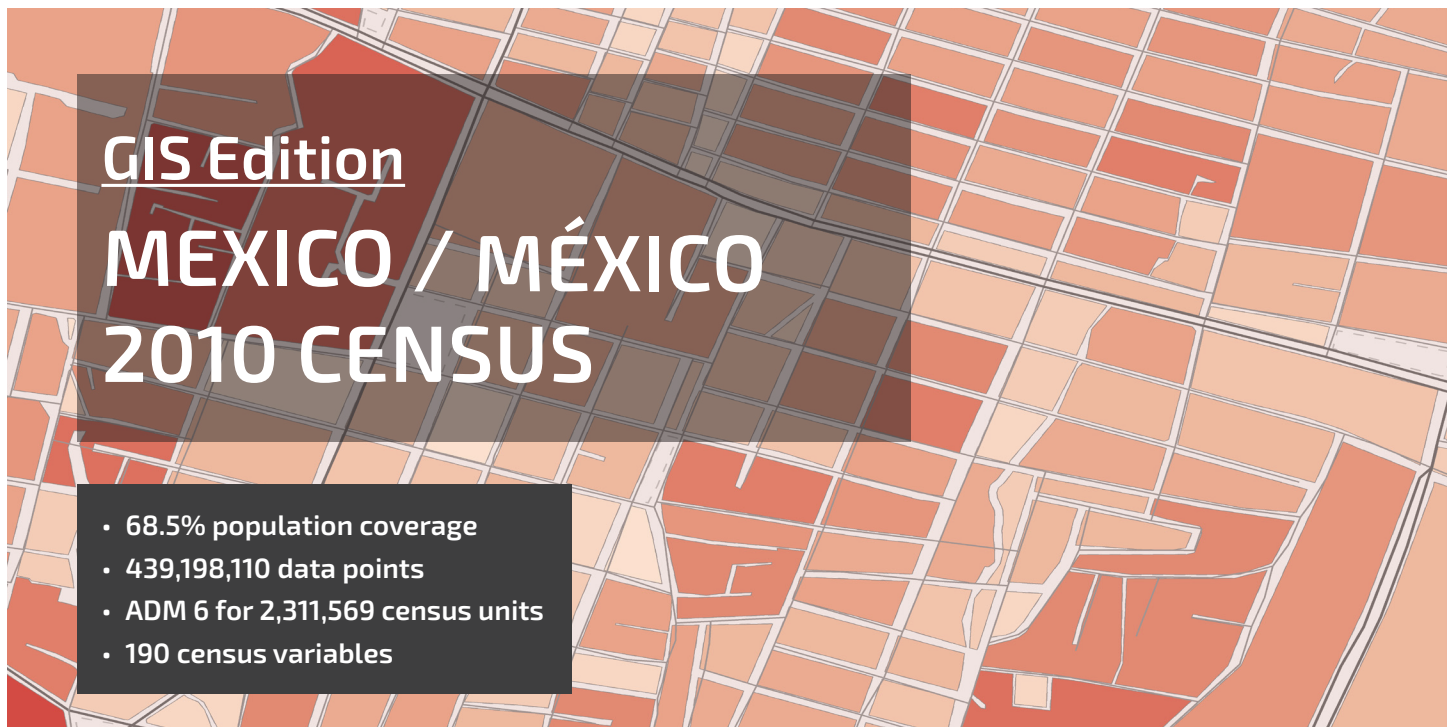 GIS Edition
MEXICO / MÉXICO
2010 CENSUS
• 68.5% population coverage
• 439,198,110 data points
• ADM 6 for 2,311,569 census units
• 190 census variables